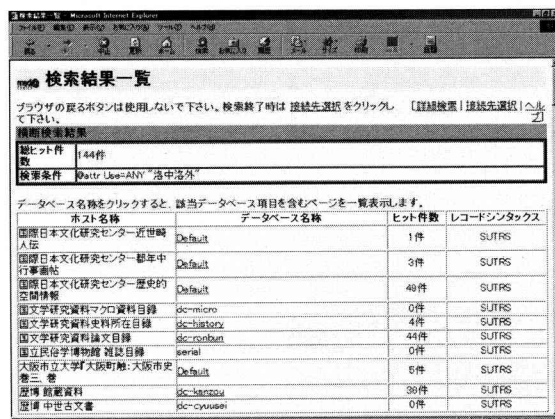 検索結果一覧 - Microsoft Internet Explorer
検索結果一覧
ブラウザの戻るボタンは使用しないで下さい。検索終了時は 接続先選択 をクリックし
て下さい。
[詳細検索 | 接続先選択 | ヘル
プ]
横断検索結果
総ヒット件
数
144件
検索条件 @attr Use=ANY "洛中洛外"
データベース名称をクリックすると、該当データベース項目を含むページを一覧表示します。
ホスト名称 データベース名称 ヒット件数 レコードシンタックス
国際日本文化研究センター近世畸
人伝
Default 1件 SUTRS
国際日本文化研究センター都年中
行事画帖
Default 3件 SUTRS
国際日本文化研究センター歴史的
空間情報
Default 49件 SUTRS
国文学研究資料マクロ資料目録 dc-micro 0件 SUTRS
国文学研究資料史料所在目録 dc-history 4件 SUTRS
国文学研究資料論文目録 dc-ronbun 44件 SUTRS
国立民俗学博物館 雑誌目録 serial 0件 SUTRS
大阪市立大学『大阪町触:大阪市史
巻三、巻
Default 5件 SUTRS
歴博 館蔵資料 dc-kanzou 38件 SUTRS
歴博 中世古文書 dc-cyuusei 0件 SUTRS